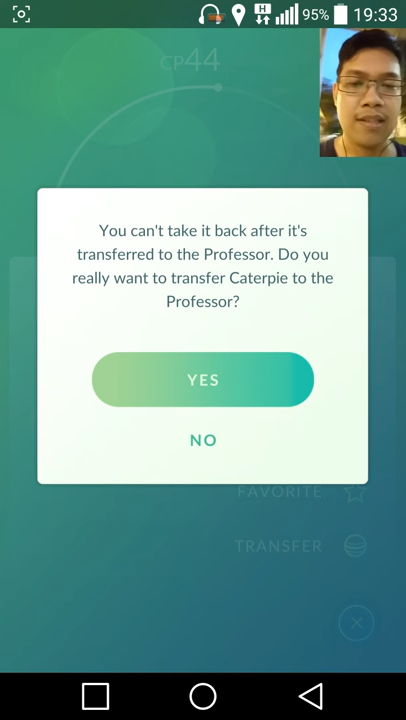 H
95%
19:33
CP44
You can't take it back after it's
transferred to the Professor. Do you
really want to transfer Caterpie to the
Professor?
YES
NO
FAVORITE
TRANSFER